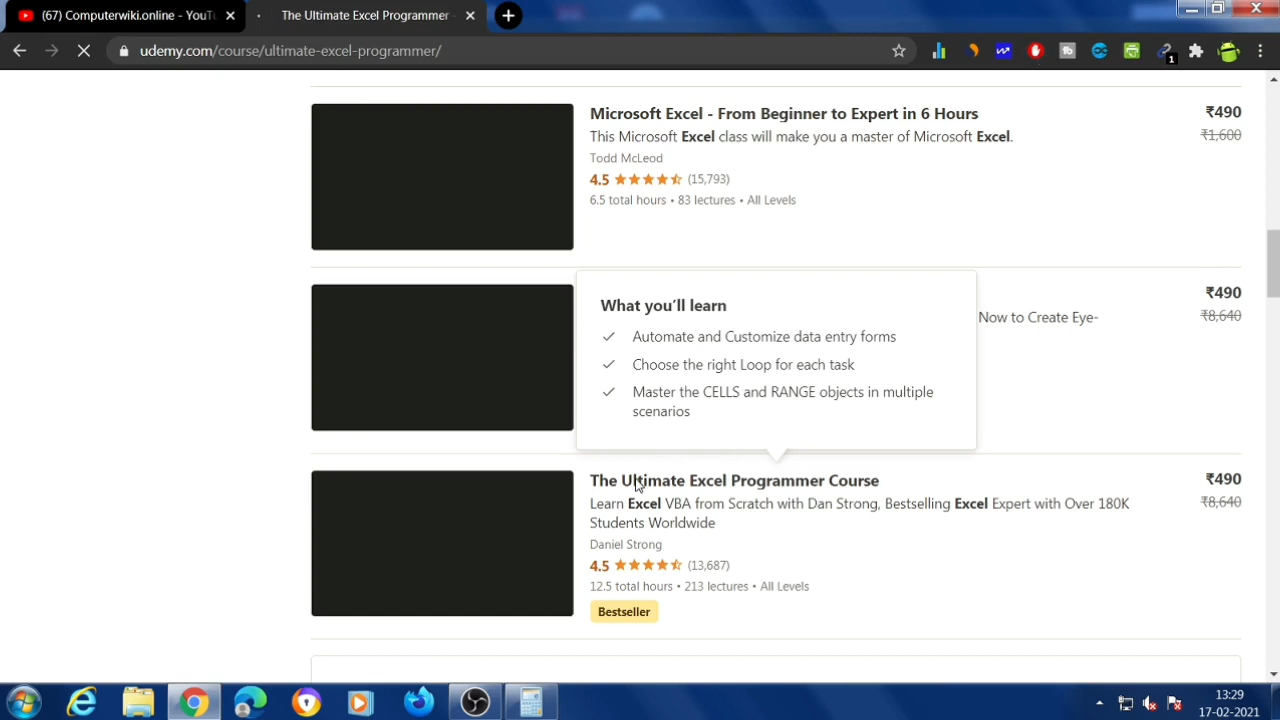 (67) Computerwiki.online - YouTu
The Ultimate Excel Programmer
udemy.com/course/ultimate-excel-programmer/
1
Microsoft Excel - From Beginner to Expert in 6 Hours
₹490
This Microsoft Excel class will make you a master of Microsoft Excel.
₹1,600
Todd McLeod
4.5 (15,793)
6.5 total hours • 83 lectures • All Levels
₹490
Now to Create Eye-
₹8,640
What you'll learn
Automate and Customize data entry forms
Choose the right Loop for each task
Master the CELLS and RANGE objects in multiple
scenarios
The Ultimate Excel Programmer Course
₹490
Learn Excel VBA from Scratch with Dan Strong, Bestselling Excel Expert with Over 180K
₹8,640
Students Worldwide
Daniel Strong
4.5 (13,687)
12.5 total hours • 213 lectures • All Levels
Bestseller
13:29
17-02-2021